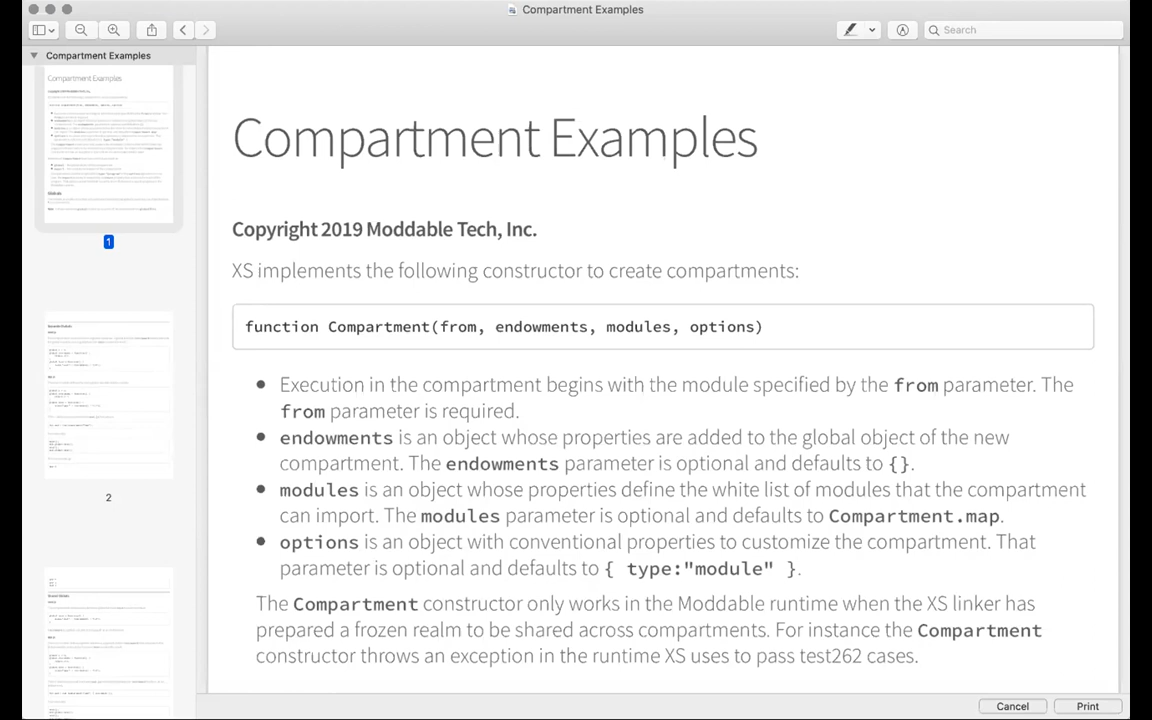 Compartment Examples
Search
Compartment Examples
Compartment Examples
1
2
Compartment Examples
Copyright 2019 Moddable Tech, Inc.
XS implements the following constructor to create compartments:
function Compartment(from, endowments, modules, options)
• Execution in the compartment begins with the module specified by the from parameter. The
from parameter is required.
• endowments is an object whose properties are added to the global object of the new
compartment. The endowments parameter is optional and defaults to {}.
• modules is an object whose properties define the white list of modules that the compartment
can import. The modules parameter is optional and defaults to Compartment.map.
• options is an object with conventional properties to customize the compartment. That
parameter is optional and defaults to { type:"module" }.
The Compartment constructor only works in the Moddable runtime when the XS linker has
prepared a frozen realm to be shared across compartments. For instance the Compartment
constructor throws an exception in the runtime XS uses to pass test262 cases.
Cancel
Print